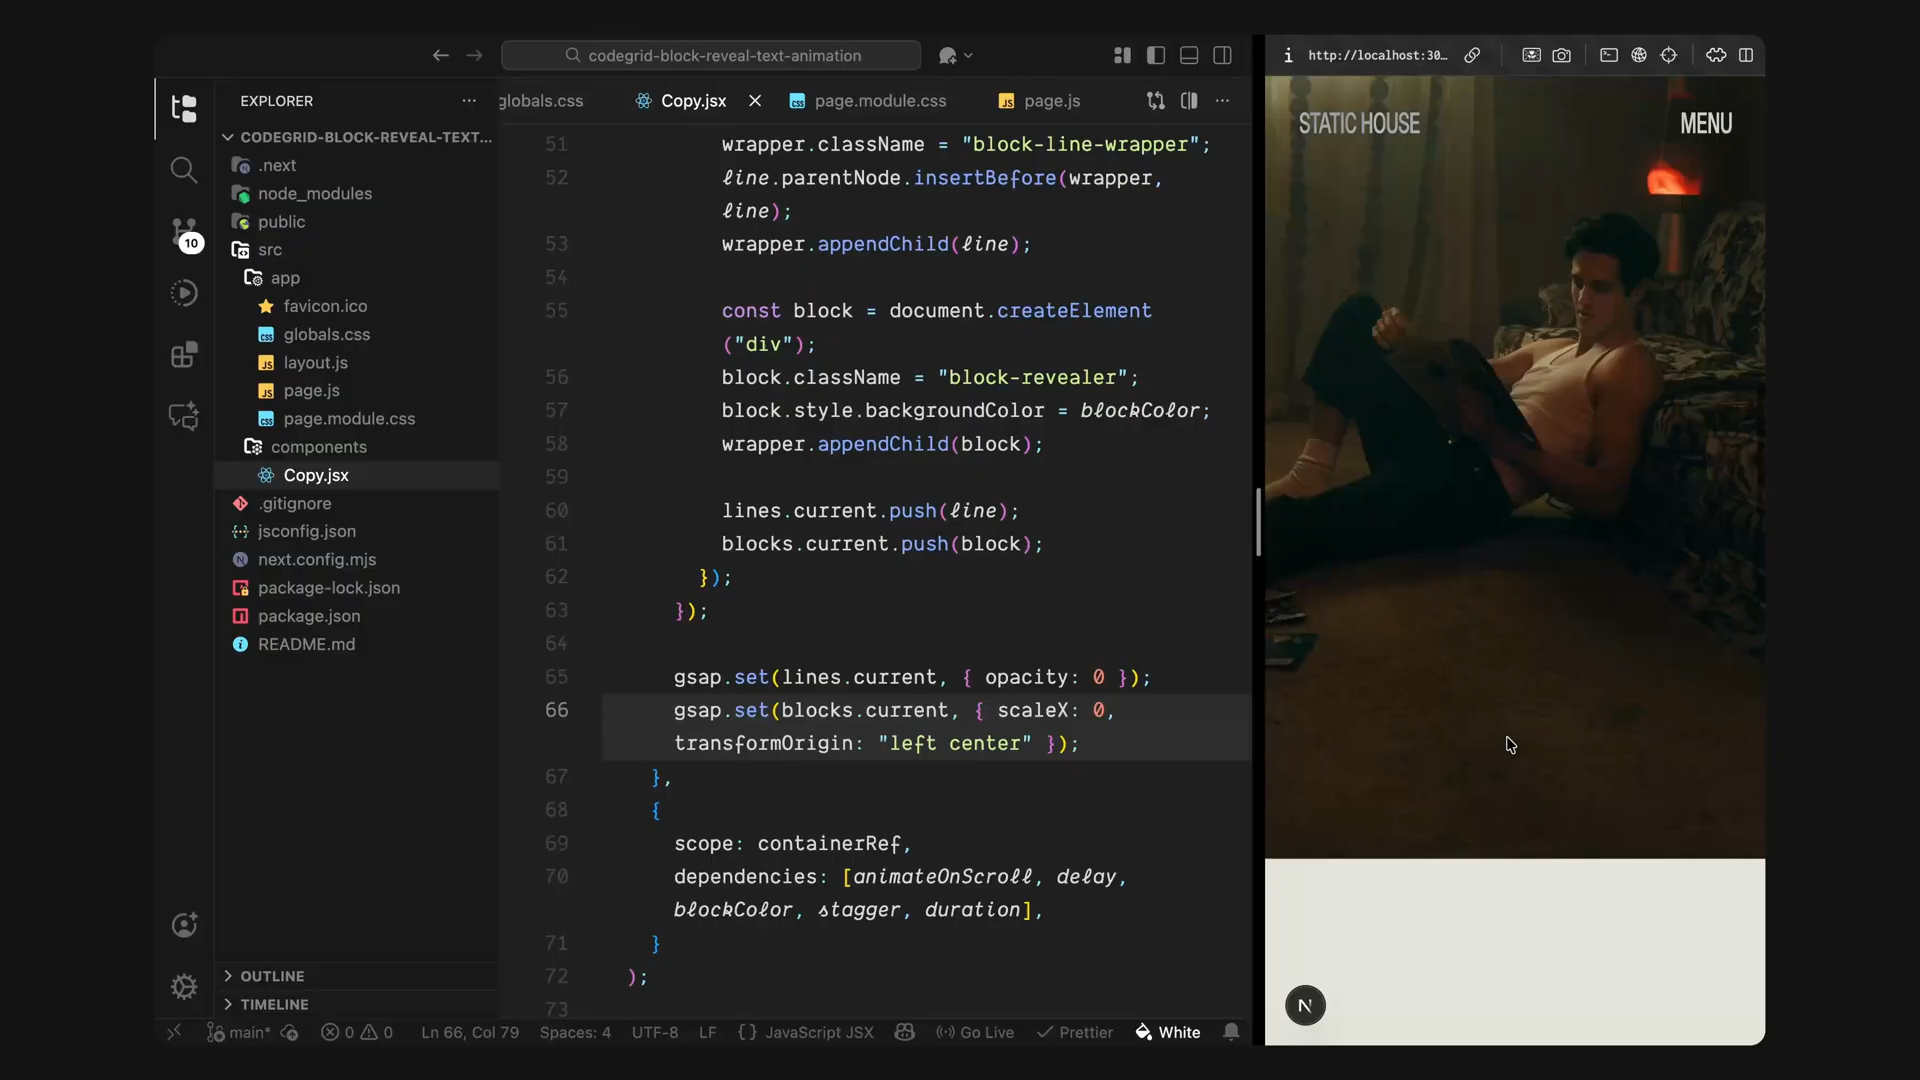 codegrid-block-reveal-text-animation
http://localhost:30…
EXPLORER
globals.css
Copy.jsx
page.module.css
page.js
CODEGRID-BLOCK-REVEAL-TEXT...
.next
node_modules
public
src
app
favicon.ico
globals.css
layout.js
page.js
page.module.css
components
Copy.jsx
.gitignore
jsconfig.json
next.config.mjs
package-lock.json
package.json
README.md
OUTLINE
TIMELINE
10
51 wrapper.className = "block-line-wrapper";
52 line.parentNode.insertBefore(wrapper,
line);
53 wrapper.appendChild(line);
54
55 const block = document.createElement
("div");
56 block.className = "block-revealer";
57 block.style.backgroundColor = blockColor;
58 wrapper.appendChild(block);
59
60 lines.current.push(line);
61 blocks.current.push(block);
62 });
63 });
64
65 gsap.set(lines.current, { opacity: 0 });
66 gsap.set(blocks.current, { scaleX: 0,
transformOrigin: "left center" });
67 },
68 {
69 scope: containerRef,
70 dependencies: [animateOnScroll, delay,
blockColor, stagger, duration],
71 }
72 );
73
STATIC HOUSE
MENU
N
main*
0
0
Ln 66, Col 79
Spaces: 4
UTF-8
LF
{} JavaScript JSX
Go Live
Prettier
White